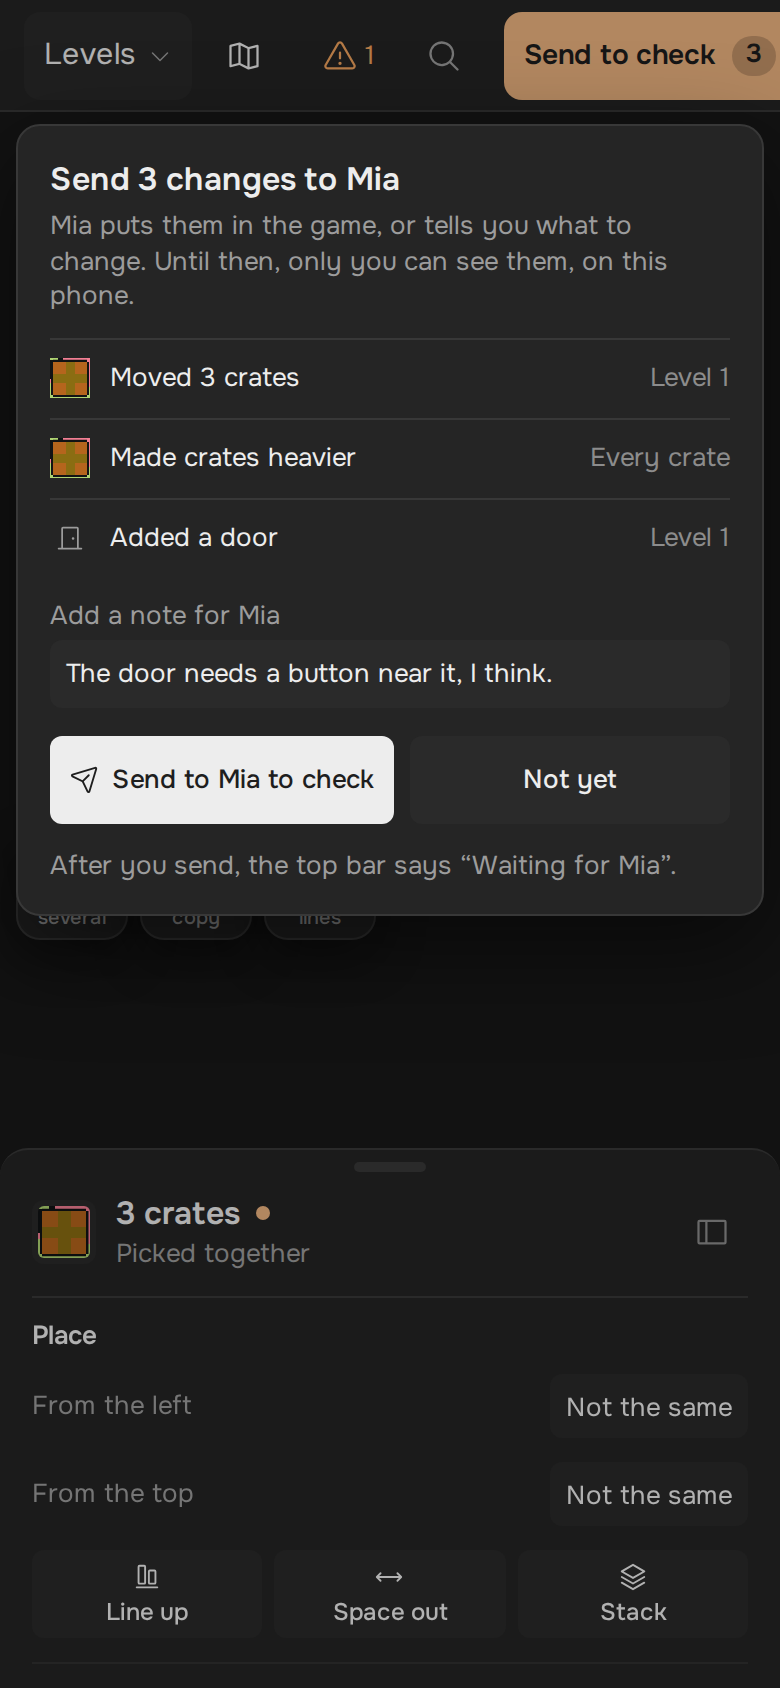 Levels
1
Send to check 3
Send 3 changes to Mia
Mia puts them in the game, or tells you what to
change. Until then, only you can see them, on this
phone.
Moved 3 crates Level 1
Made crates heavier Every crate
Added a door Level 1
Add a note for Mia
The door needs a button near it, I think.
Send to Mia to check
Not yet
After you send, the top bar says “Waiting for Mia”.
several copy lines
3 crates
Picked together
Place
From the left Not the same
From the top Not the same
Line up Space out Stack